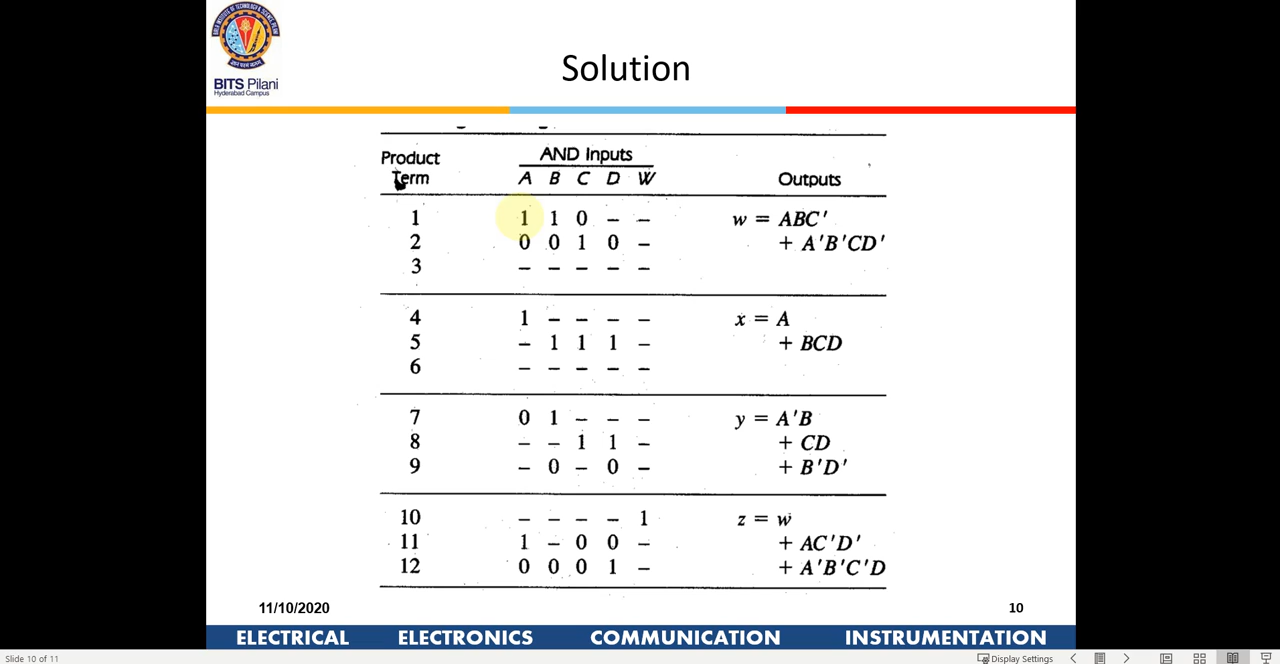 BITS Pilani
Hyderabad Campus
Solution
Product Term AND Inputs Outputs
A B C D W
1 1 1 0 – – w = ABC'
2 0 0 1 0 – + A'B'CD'
3 – – – – –
4 1 – – – – x = A
5 – 1 1 1 – + BCD
6 – – – – –
7 0 1 – – – y = A'B
8 – – 1 1 – + CD
9 – 0 – 0 – + B'D'
10 – – – – 1 z = w
11 1 – 0 0 – + AC'D'
12 0 0 0 1 – + A'B'C'D
11/10/2020 10
ELECTRICAL ELECTRONICS COMMUNICATION INSTRUMENTATION
Slide 10 of 11 Display Settings